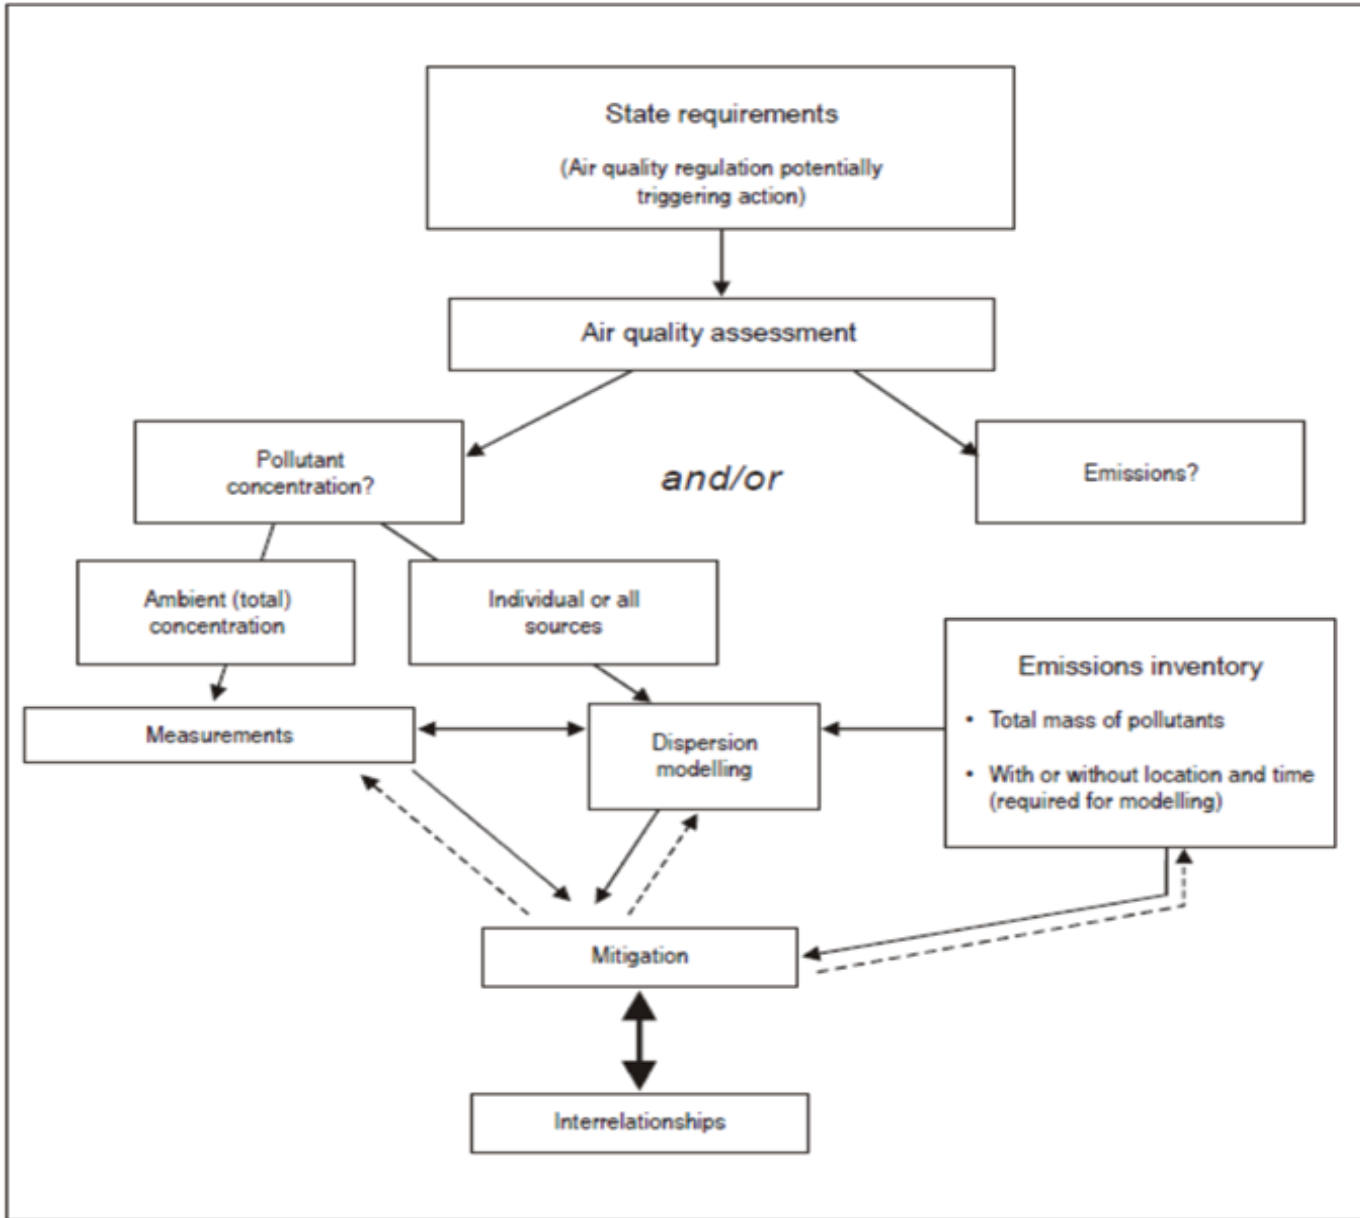 State requirements
(Air quality regulation potentially
triggering action)
Air quality assessment
Pollutant
concentration?
and/or
Emissions?
Ambient (total)
concentration
Individual or all
sources
Emissions inventory
• Total mass of pollutants
• With or without location and time
(required for modelling)
Measurements
Dispersion
modelling
Mitigation
Interrelationships